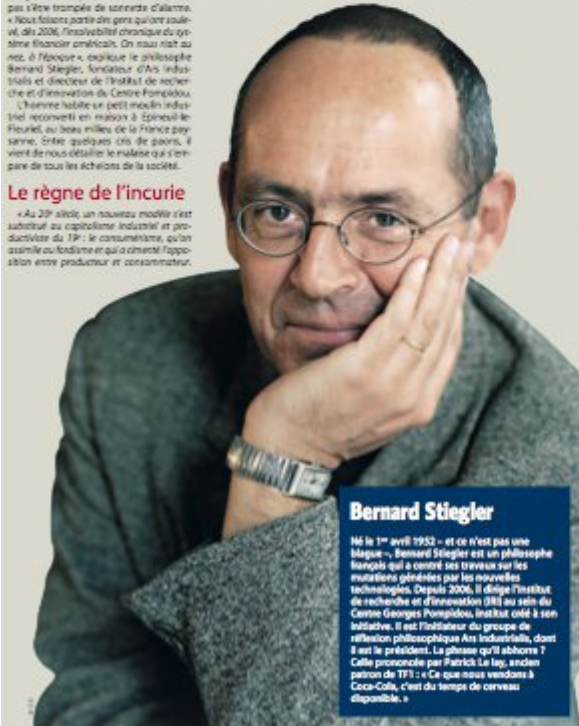 pas s'être trompée de sonnette d'alarme.
« Nous faisons partie des gens qui ont soule-
vé, dès 2006, l'insolvabilité chronique du sys-
tème financier américain. On nous riait au
nez, à l'époque », explique le philosophe
Bernard Stiegler, fondateur d'Ars Indus-
trialis et directeur de l'Institut de recher-
che et d'innovation du Centre Pompidou.
L'homme habite un petit moulin indus-
triel reconverti en maison à Epineuil-le-
Fleuriel, au beau milieu de la France pay-
sanne. Entre quelques cris de paons, il
vient de nous détailler le malaise qui s'em-
pare de tous les échelons de la société.
Le règne de l'incurie
« Au 20e siècle, un nouveau modèle s'est
substitué au capitalisme industriel et pro-
ductiviste du 19e : le consumérisme, qu'on
assimile au fordisme et qui a cimenté l'oppo-
sition entre producteur et consommateur.
Bernard Stiegler
Né le 1er avril 1952 – et ce n'est pas une
blague –, Bernard Stiegler est un philosophe
français qui a centré ses travaux sur les
mutations générées par les nouvelles
technologies. Depuis 2006, il dirige l'Institut
de recherche et d'innovation (IRI) au sein du
Centre Georges Pompidou, institut créé à son
initiative. Il est l'initiateur du groupe de
réflexion philosophique Ars Industrialis, dont
il est le président. La phrase qu'il abhorre ?
Celle prononcée par Patrick Le Lay, ancien
patron de TF1 : « Ce que nous vendons à
Coca-Cola, c'est du temps de cerveau
disponible. »